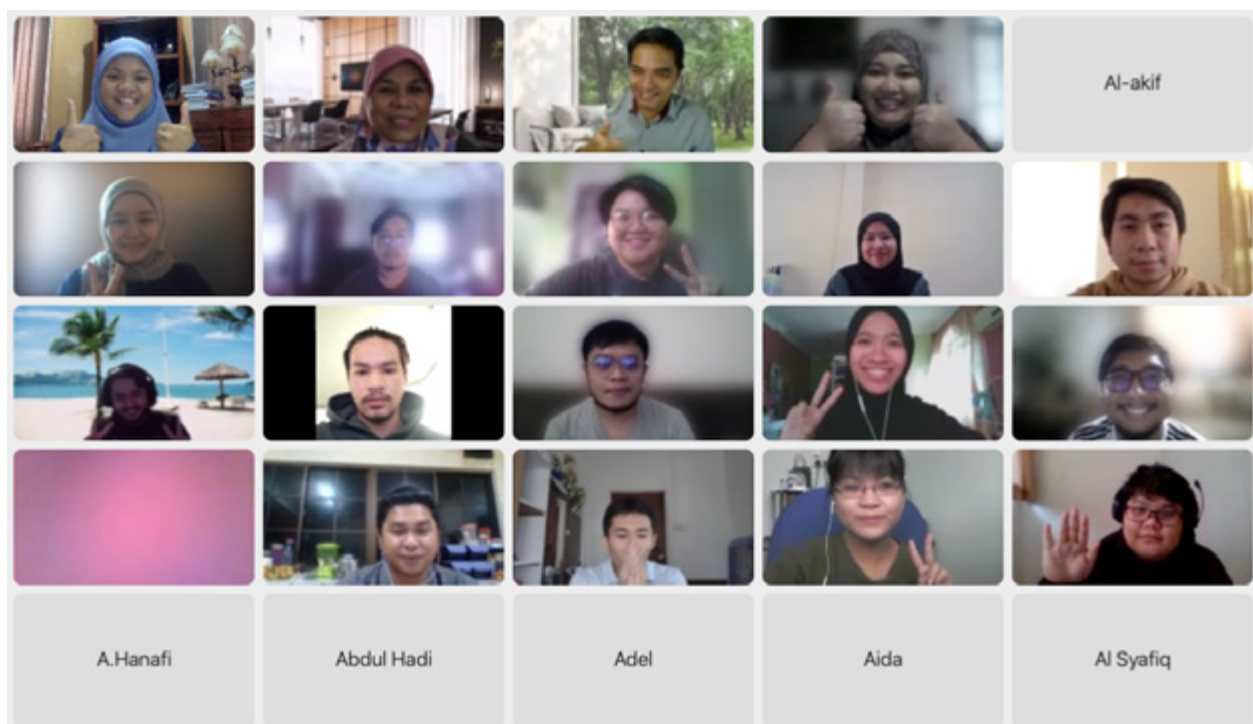 Al-akif
A.Hanafi
Abdul Hadi
Adel
Aida
Al Syafiq